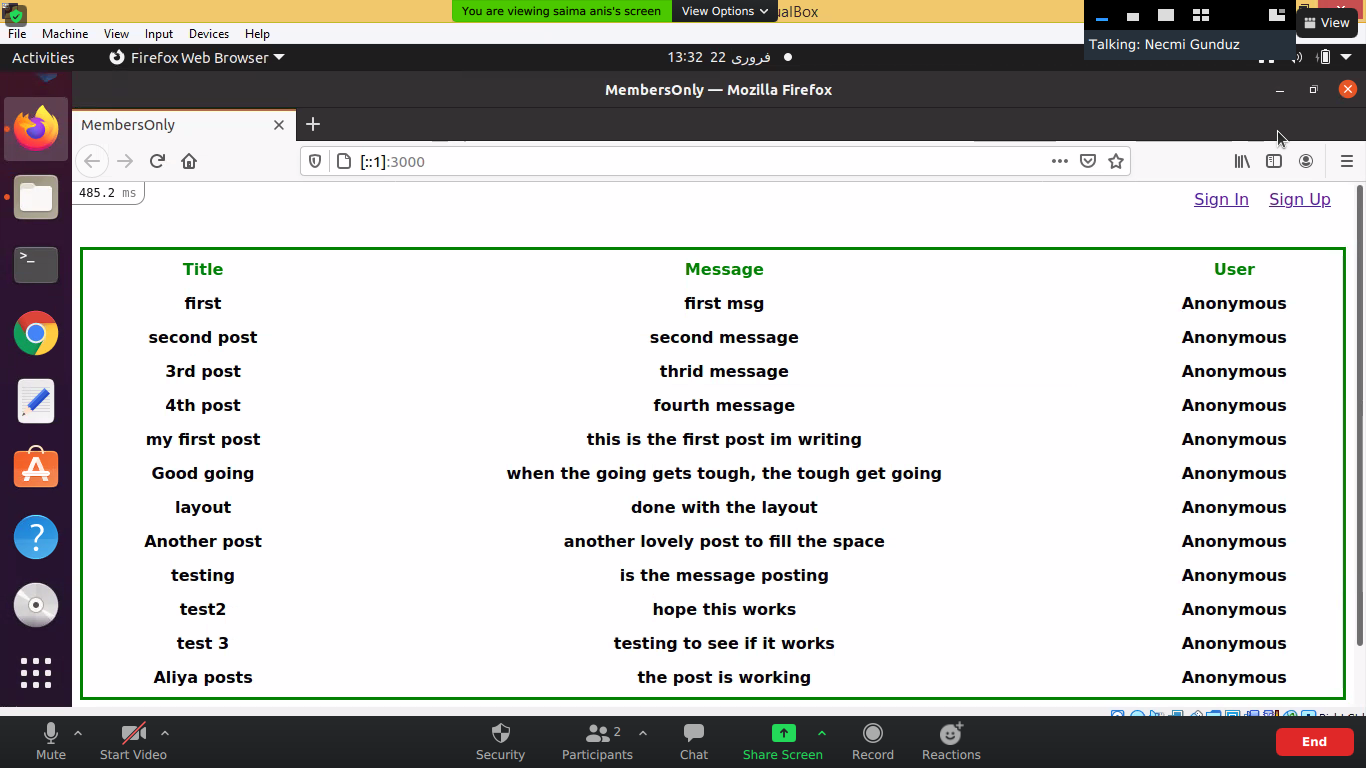 You are viewing saima anis's screen
View Options
ualBox
File Machine View Input Devices Help
View
Talking: Necmi Gunduz
Activities
Firefox Web Browser
13:32 22 فروری
MembersOnly — Mozilla Firefox
MembersOnly
[::1]:3000
485.2 ms
Sign In Sign Up
Title Message User
first first msg Anonymous
second post second message Anonymous
3rd post thrid message Anonymous
4th post fourth message Anonymous
my first post this is the first post im writing Anonymous
Good going when the going gets tough, the tough get going Anonymous
layout done with the layout Anonymous
Another post another lovely post to fill the space Anonymous
testing is the message posting Anonymous
test2 hope this works Anonymous
test 3 testing to see if it works Anonymous
Aliya posts the post is working Anonymous
Mute Start Video Security Participants 2 Chat Share Screen Record Reactions End